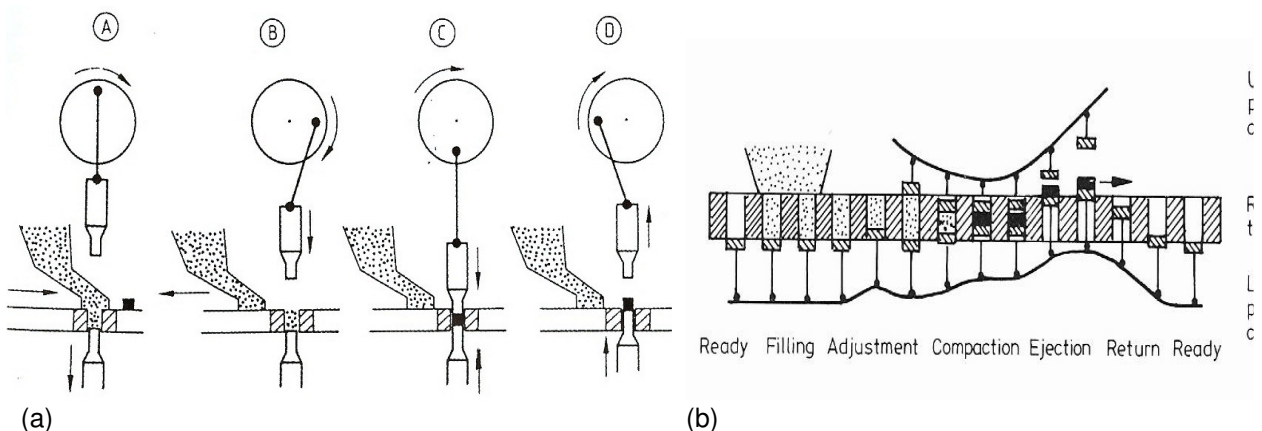 A B C D
Ready Filling Adjustment Compaction Ejection Return Ready
(a) (b)